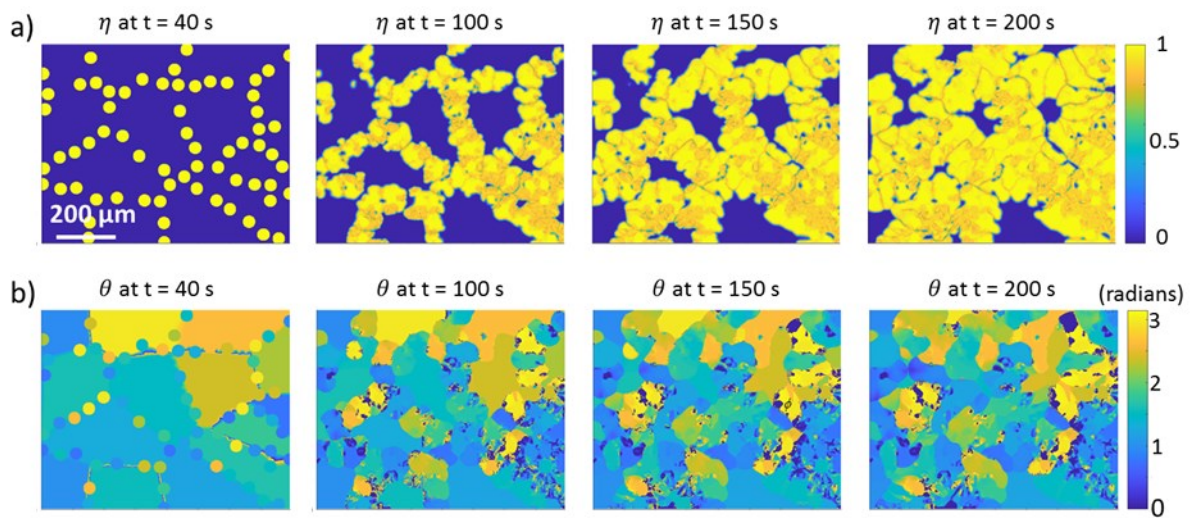 a)
η at t = 40 s
η at t = 100 s
η at t = 150 s
η at t = 200 s
200 μm
1
0.5
0
b)
θ at t = 40 s
θ at t = 100 s
θ at t = 150 s
θ at t = 200 s
(radians)
3
2
1
0